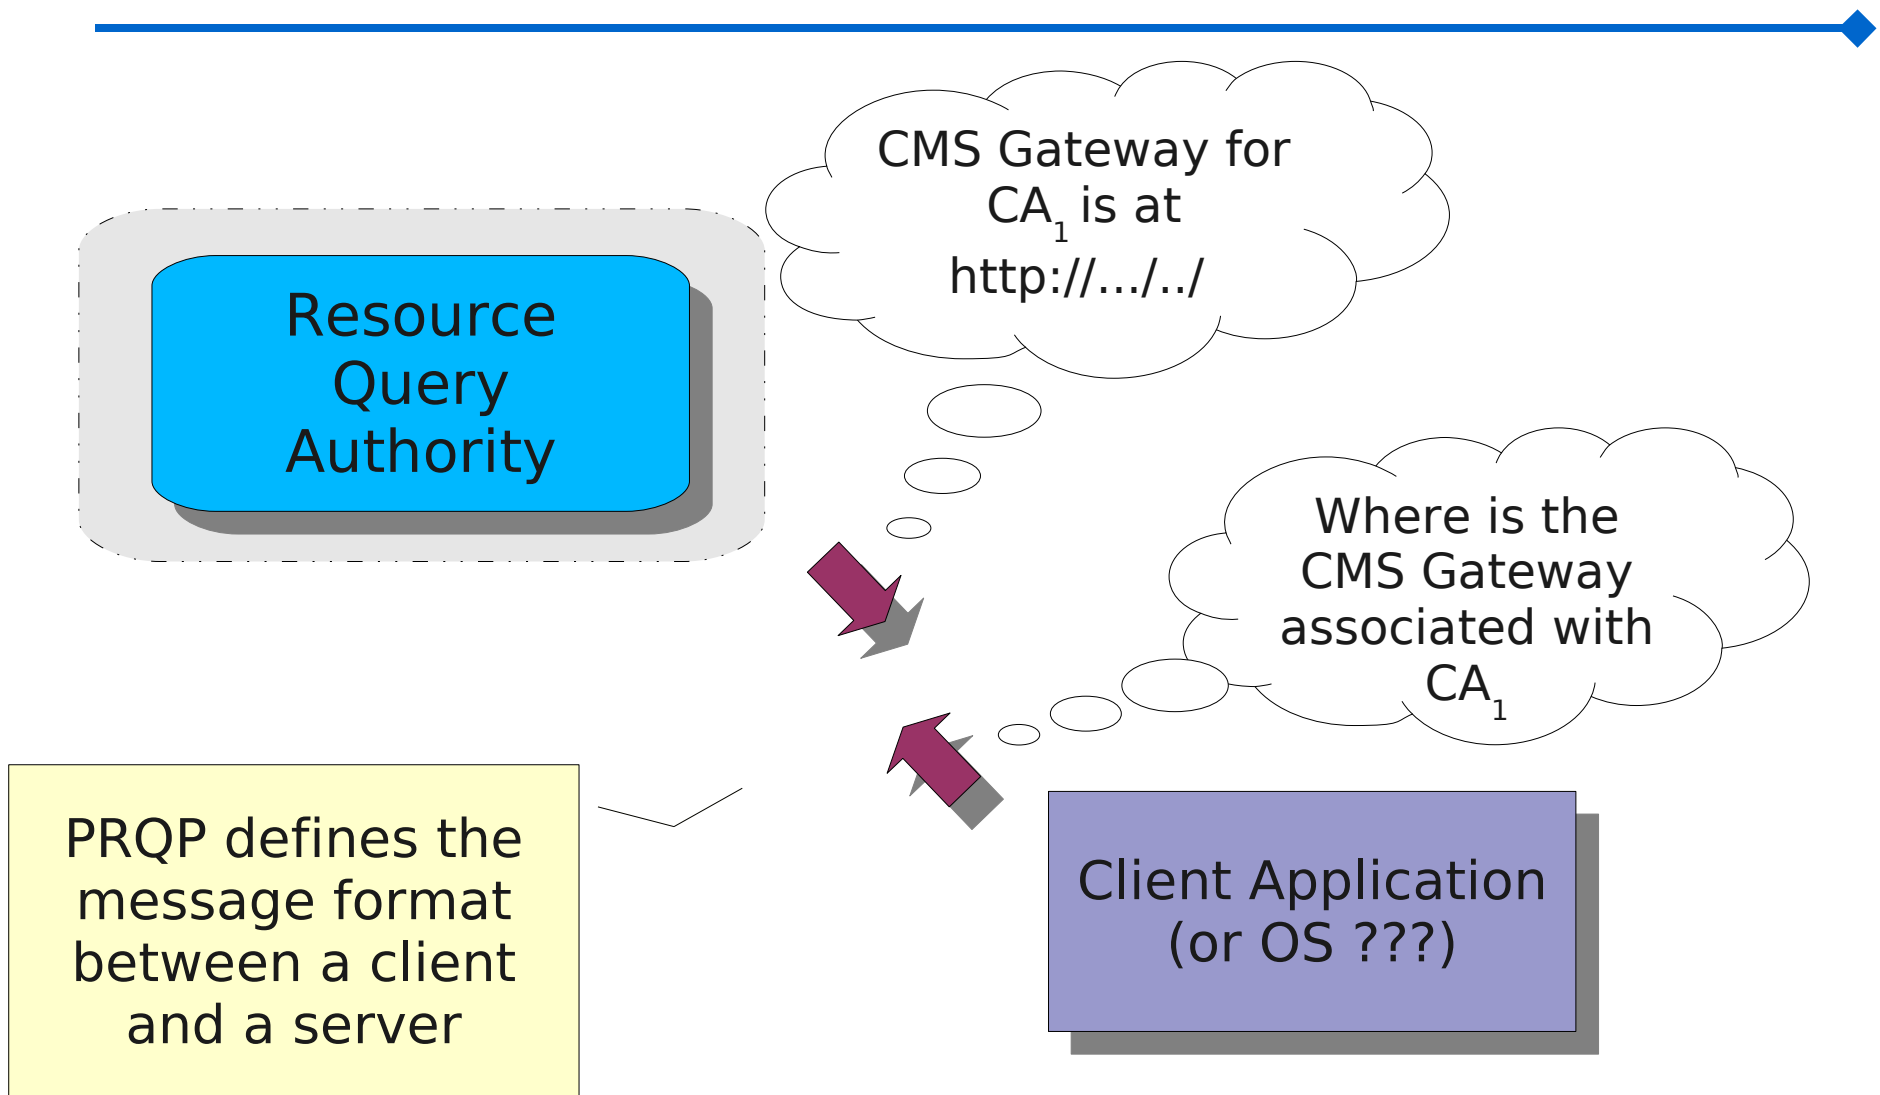 CMS Gateway for
CA1 is at
http://.../../
Resource
Query
Authority
Where is the
CMS Gateway
associated with
CA1
PRQP defines the
message format
between a client
and a server
Client Application
(or OS ???)